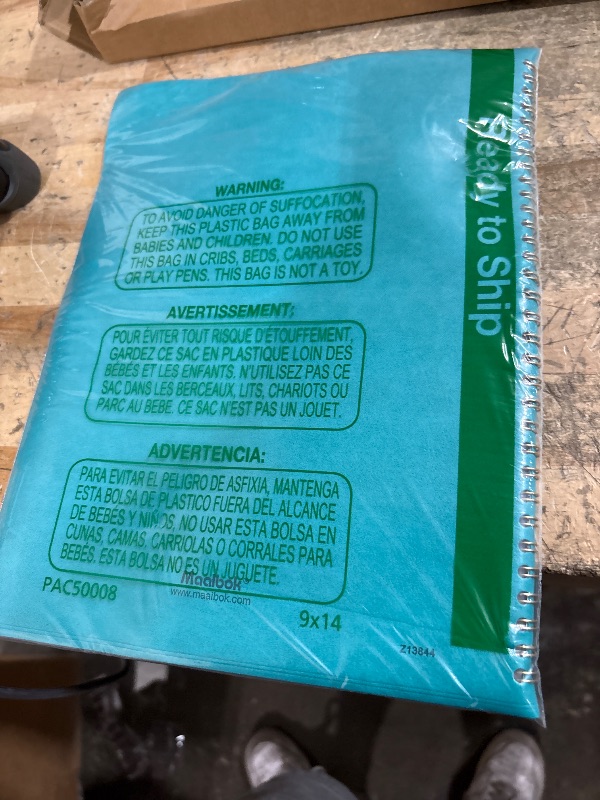 Ready to Ship
WARNING:
TO AVOID DANGER OF SUFFOCATION,
KEEP THIS PLASTIC BAG AWAY FROM
BABIES AND CHILDREN. DO NOT USE
THIS BAG IN CRIBS, BEDS, CARRIAGES
OR PLAY PENS. THIS BAG IS NOT A TOY.
AVERTISSEMENT:
POUR ÉVITER TOUT RISQUE D'ÉTOUFFEMENT,
GARDEZ CE SAC EN PLASTIQUE LOIN DES
BÉBÉS ET LES ENFANTS. N'UTILISEZ PAS CE
SAC DANS LES BERCEAUX, LITS, CHARIOTS OU
PARC AU BEBE. CE SAC N'EST PAS UN JOUET.
ADVERTENCIA:
PARA EVITAR EL PELIGRO DE ASFIXIA, MANTENGA
ESTA BOLSA DE PLASTICO FUERA DEL ALCANCE
DE BEBÉS Y NIÑOS. NO USAR ESTA BOLSA EN
CUNAS, CAMAS, CARRIOLAS O CORRALES PARA
BEBÉS. ESTA BOLSA NO ES UN JUGUETE.
Maalbok
www.maalbok.com
PAC50008
9x14
Z13844